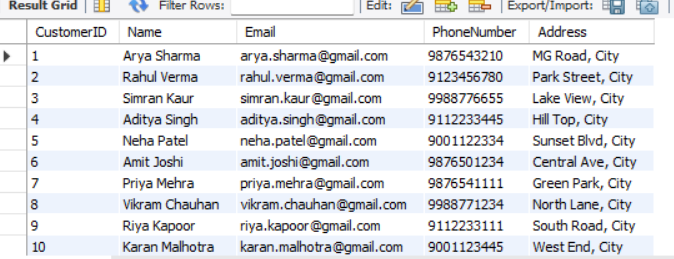 Result Grid Filter Rows: Edit: Export/Import:
CustomerID Name Email PhoneNumber Address
1 Arya Sharma arya.sharma@gmail.com 9876543210 MG Road, City
2 Rahul Verma rahul.verma@gmail.com 9123456780 Park Street, City
3 Simran Kaur simran.kaur@gmail.com 9988776655 Lake View, City
4 Aditya Singh aditya.singh@gmail.com 9112233445 Hill Top, City
5 Neha Patel neha.patel@gmail.com 9001122334 Sunset Blvd, City
6 Amit Joshi amit.joshi@gmail.com 9876501234 Central Ave, City
7 Priya Mehra priya.mehra@gmail.com 9876541111 Green Park, City
8 Vikram Chauhan vikram.chauhan@gmail.com 9988771234 North Lane, City
9 Riya Kapoor riya.kapoor@gmail.com 9112233111 South Road, City
10 Karan Malhotra karan.malhotra@gmail.com 9001123445 West End, City